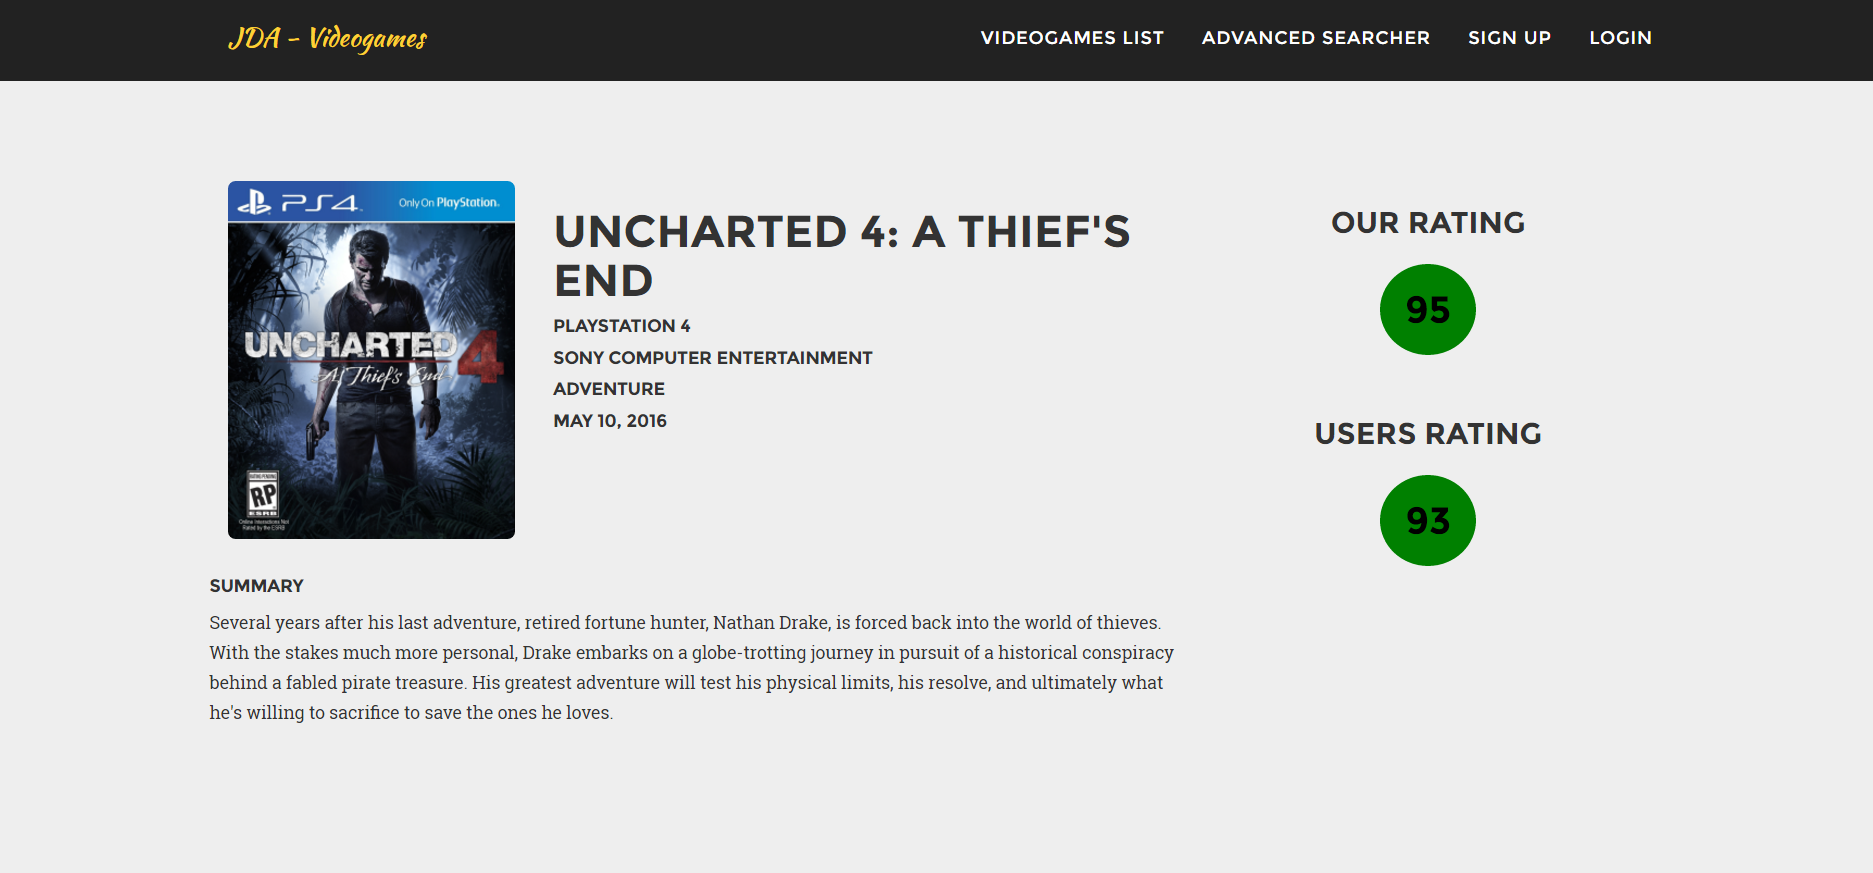 JDA - Videogames
VIDEOGAMES LIST
ADVANCED SEARCHER
SIGN UP
LOGIN
PS4
Only On PlayStation.
UNCHARTED 4
A Thief's End
RATING PENDING
RP
ESRB
Online Interactions Not
Rated by the ESRB
UNCHARTED 4: A THIEF'S
END
PLAYSTATION 4
SONY COMPUTER ENTERTAINMENT
ADVENTURE
MAY 10, 2016
OUR RATING
95
USERS RATING
93
SUMMARY
Several years after his last adventure, retired fortune hunter, Nathan Drake, is forced back into the world of thieves.
With the stakes much more personal, Drake embarks on a globe-trotting journey in pursuit of a historical conspiracy
behind a fabled pirate treasure. His greatest adventure will test his physical limits, his resolve, and ultimately what
he's willing to sacrifice to save the ones he loves.